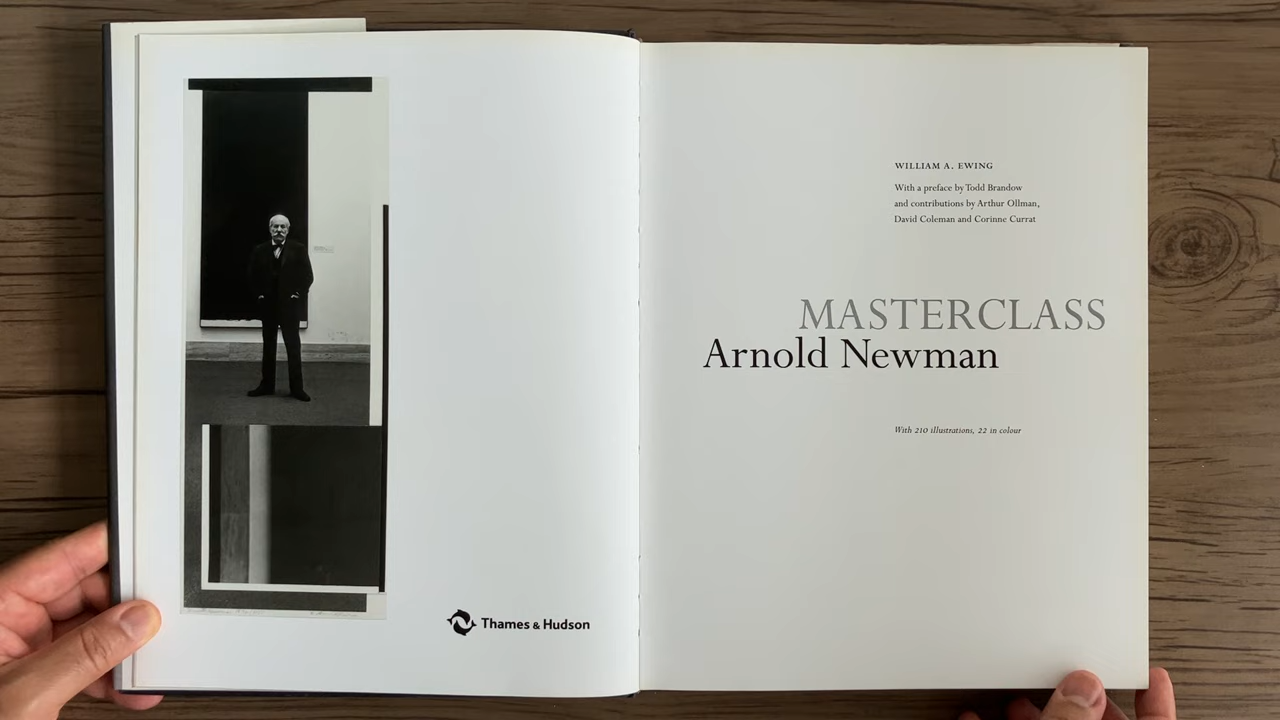 Thames & Hudson
WILLIAM A. EWING
With a preface by Todd Brandow
and contributions by Arthur Ollman,
David Coleman and Corinne Currat
MASTERCLASS
Arnold Newman
With 210 illustrations, 22 in colour